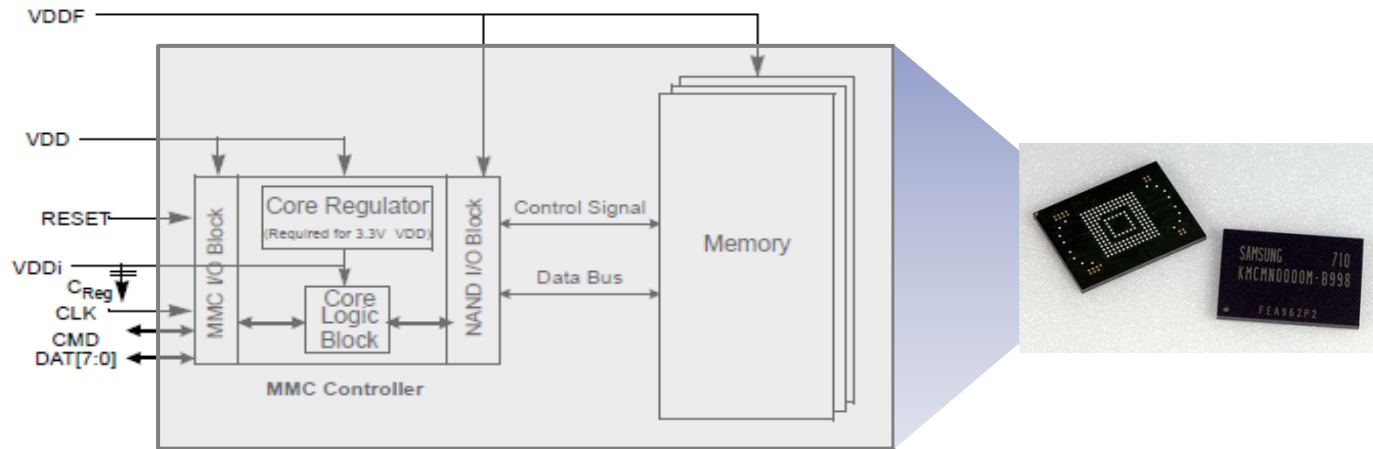 VDDF
VDD
RESET
VDDi
CReg
CLK
CMD
DAT[7:0]
MMC I/O Block
Core Regulator
(Required for 3.3V VDD)
Core
Logic
Block
NAND I/O Block
MMC Controller
Control Signal
Data Bus
Memory
SAMSUNG 710
KMCMN0000M-B998
FEA962P2